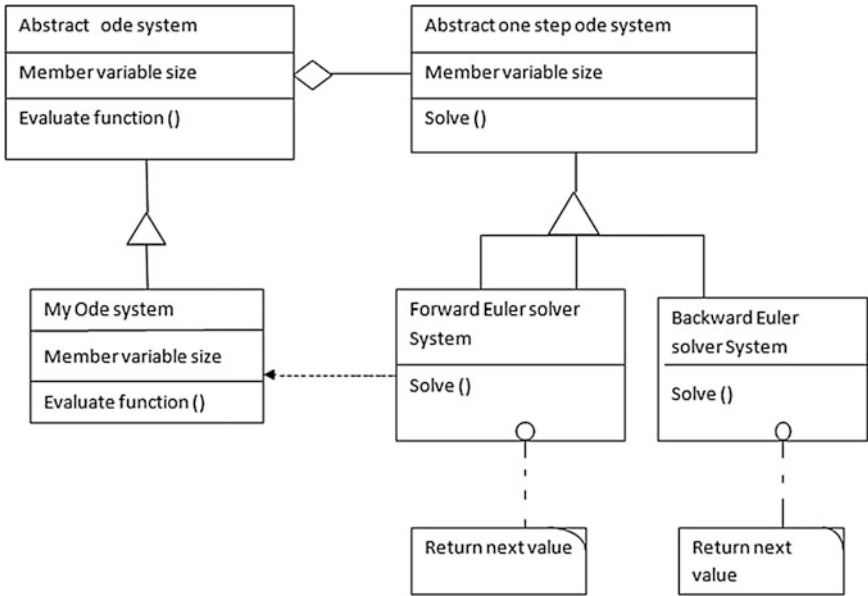 Abstract ode system
Member variable size
Evaluate function ()
Abstract one step ode system
Member variable size
Solve ()
My Ode system
Member variable size
Evaluate function ()
Forward Euler solver
System
Solve ()
Backward Euler
solver System
Solve ()
Return next value
Return next
value